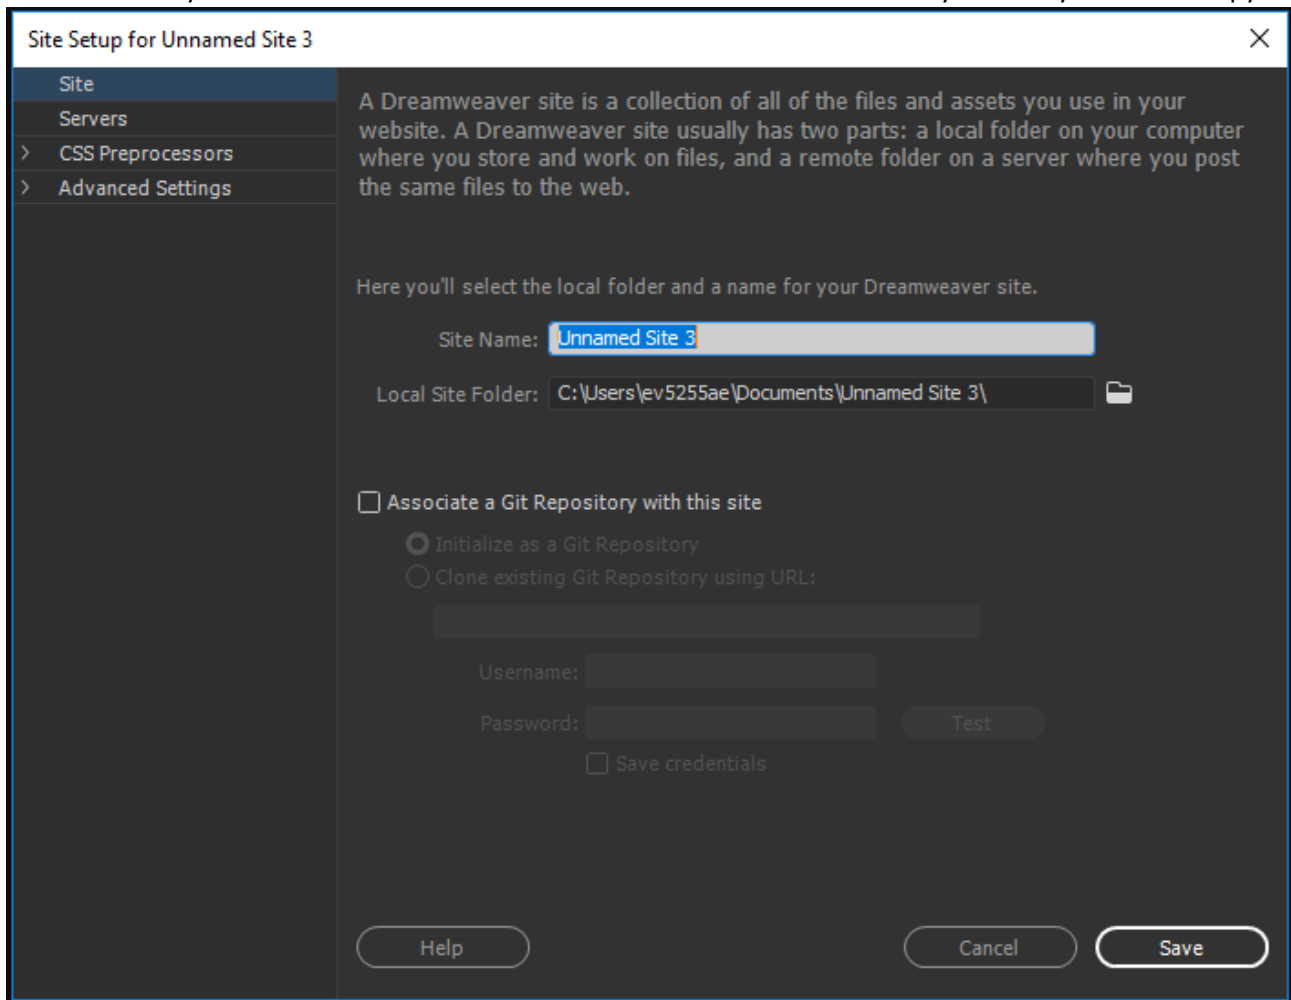 Site Setup for Unnamed Site 3
Site
Servers
CSS Preprocessors
Advanced Settings
A Dreamweaver site is a collection of all of the files and assets you use in your
website. A Dreamweaver site usually has two parts: a local folder on your computer
where you store and work on files, and a remote folder on a server where you post
the same files to the web.
Here you'll select the local folder and a name for your Dreamweaver site.
Site Name: Unnamed Site 3
Local Site Folder: C:\Users\ev5255ae\Documents\Unnamed Site 3\
Associate a Git Repository with this site
Initialize as a Git Repository
Clone existing Git Repository using URL:
Username:
Password: Test
Save credentials
Help Cancel Save